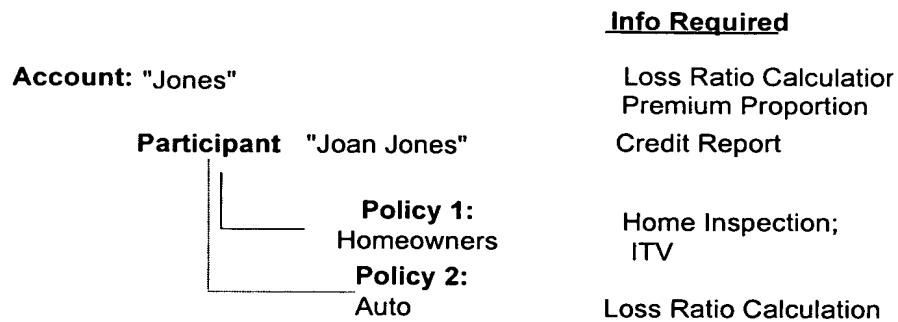 Info Required
Account: "Jones" Loss Ratio Calculatior
Premium Proportion
Participant "Joan Jones" Credit Report
Policy 1:
Homeowners
Home Inspection;
ITV
Policy 2:
Auto
Loss Ratio Calculation